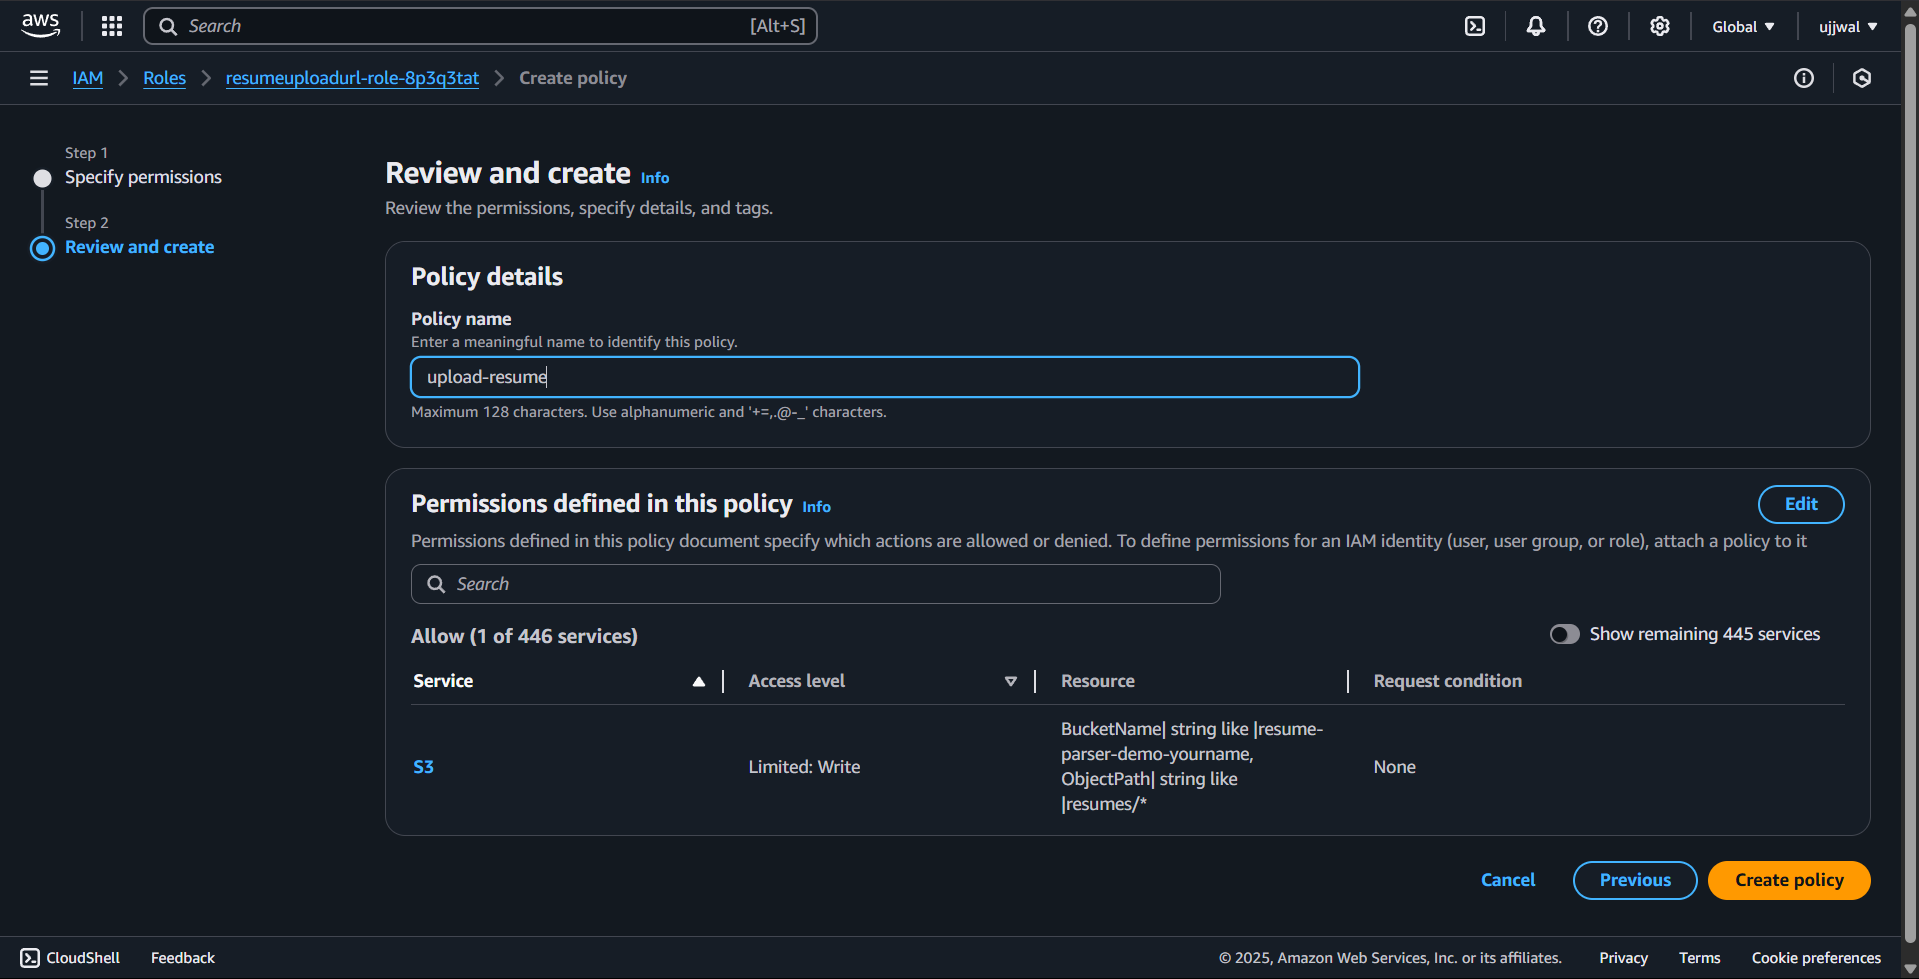 aws
Search [Alt+S]
Global ▼
ujjwal ▼
IAM > Roles > resumeuploadurl-role-8p3q3tat > Create policy
Step 1
Specify permissions
Step 2
Review and create
Review and create Info
Review the permissions, specify details, and tags.
Policy details
Policy name
Enter a meaningful name to identify this policy.
upload-resume
Maximum 128 characters. Use alphanumeric and '+=,.@-_' characters.
Permissions defined in this policy Info
Edit
Permissions defined in this policy document specify which actions are allowed or denied. To define permissions for an IAM identity (user, user group, or role), attach a policy to it
Search
Allow (1 of 446 services)
Show remaining 445 services
Service Access level Resource Request condition
S3
Limited: Write
BucketName| string like |resume-
parser-demo-yourname,
ObjectPath| string like
|resumes/*
None
Cancel
Previous
Create policy
CloudShell
Feedback
© 2025, Amazon Web Services, Inc. or its affiliates.
Privacy
Terms
Cookie preferences